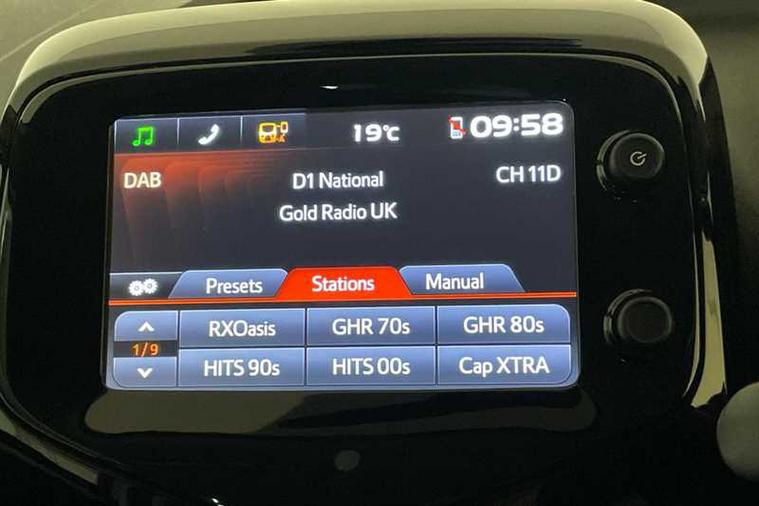 19°C 09:58
DAB D1 National CH 11D
Gold Radio UK
Presets Stations Manual
RXOasis GHR 70s GHR 80s
1/9
HITS 90s HITS 00s Cap XTRA